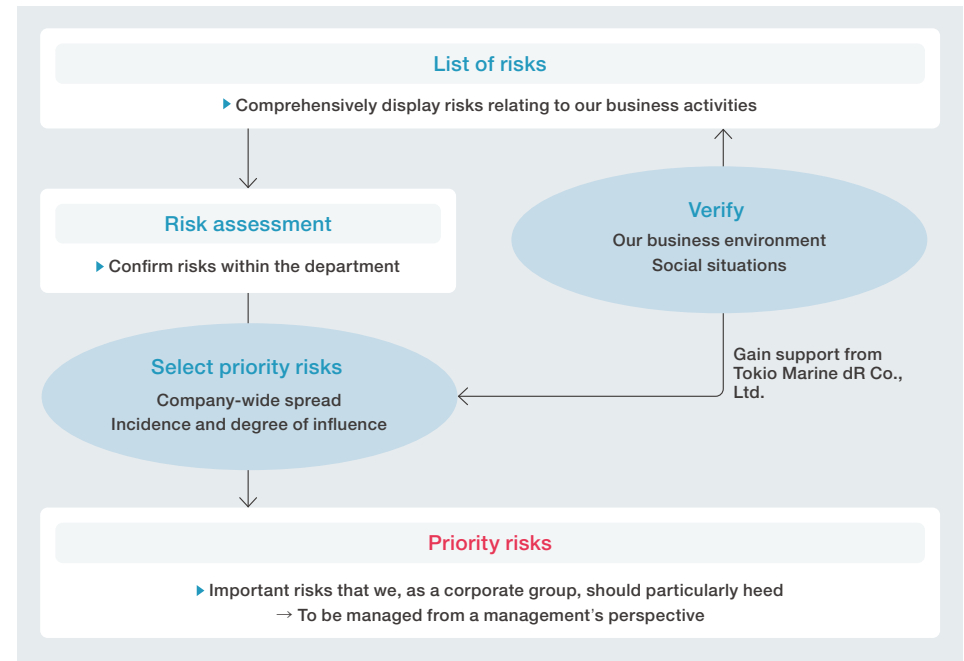 List of risks
Comprehensively display risks relating to our business activities
Risk assessment
Confirm risks within the department
Verify
Our business environment
Social situations
Gain support from
Tokio Marine dR Co.,
Ltd.
Select priority risks
Company-wide spread
Incidence and degree of influence
Priority risks
Important risks that we, as a corporate group, should particularly heed
→ To be managed from a management's perspective